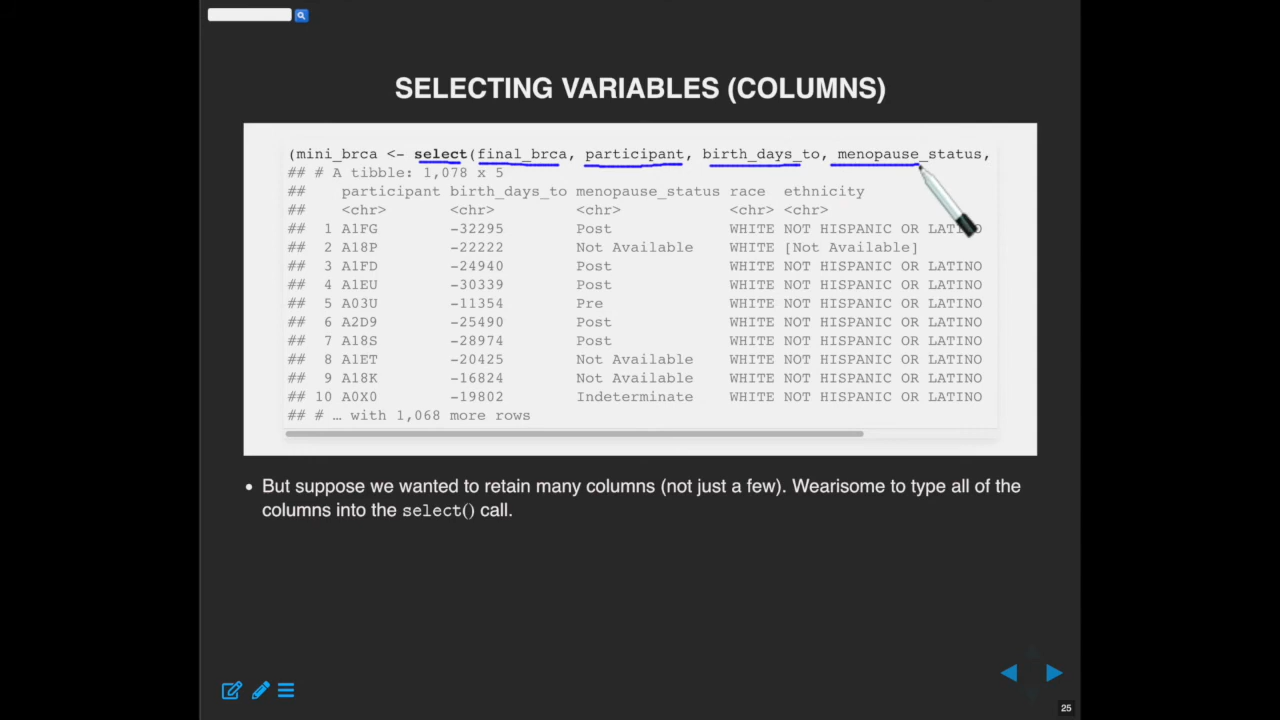 SELECTING VARIABLES (COLUMNS)
(mini_brca <- select(final_brca, participant, birth_days_to, menopause_status,
## # A tibble: 1,078 x 5
##    participant birth_days_to menopause_status race  ethnicity
##    <chr>       <chr>         <chr>            <chr> <chr>
##  1 A1FG        -32295        Post             WHITE NOT HISPANIC OR LATINO
##  2 A18P        -22222        Not Available    WHITE [Not Available]
##  3 A1FD        -24940        Post             WHITE NOT HISPANIC OR LATINO
##  4 A1EU        -30339        Post             WHITE NOT HISPANIC OR LATINO
##  5 A03U        -11354        Pre              WHITE NOT HISPANIC OR LATINO
##  6 A2D9        -25490        Post             WHITE NOT HISPANIC OR LATINO
##  7 A18S        -28974        Post             WHITE NOT HISPANIC OR LATINO
##  8 A1ET        -20425        Not Available    WHITE NOT HISPANIC OR LATINO
##  9 A18K        -16824        Not Available    WHITE NOT HISPANIC OR LATINO
## 10 A0X0        -19802        Indeterminate    WHITE NOT HISPANIC OR LATINO
## # … with 1,068 more rows
• But suppose we wanted to retain many columns (not just a few). Wearisome to type all of the
columns into the select() call.
25